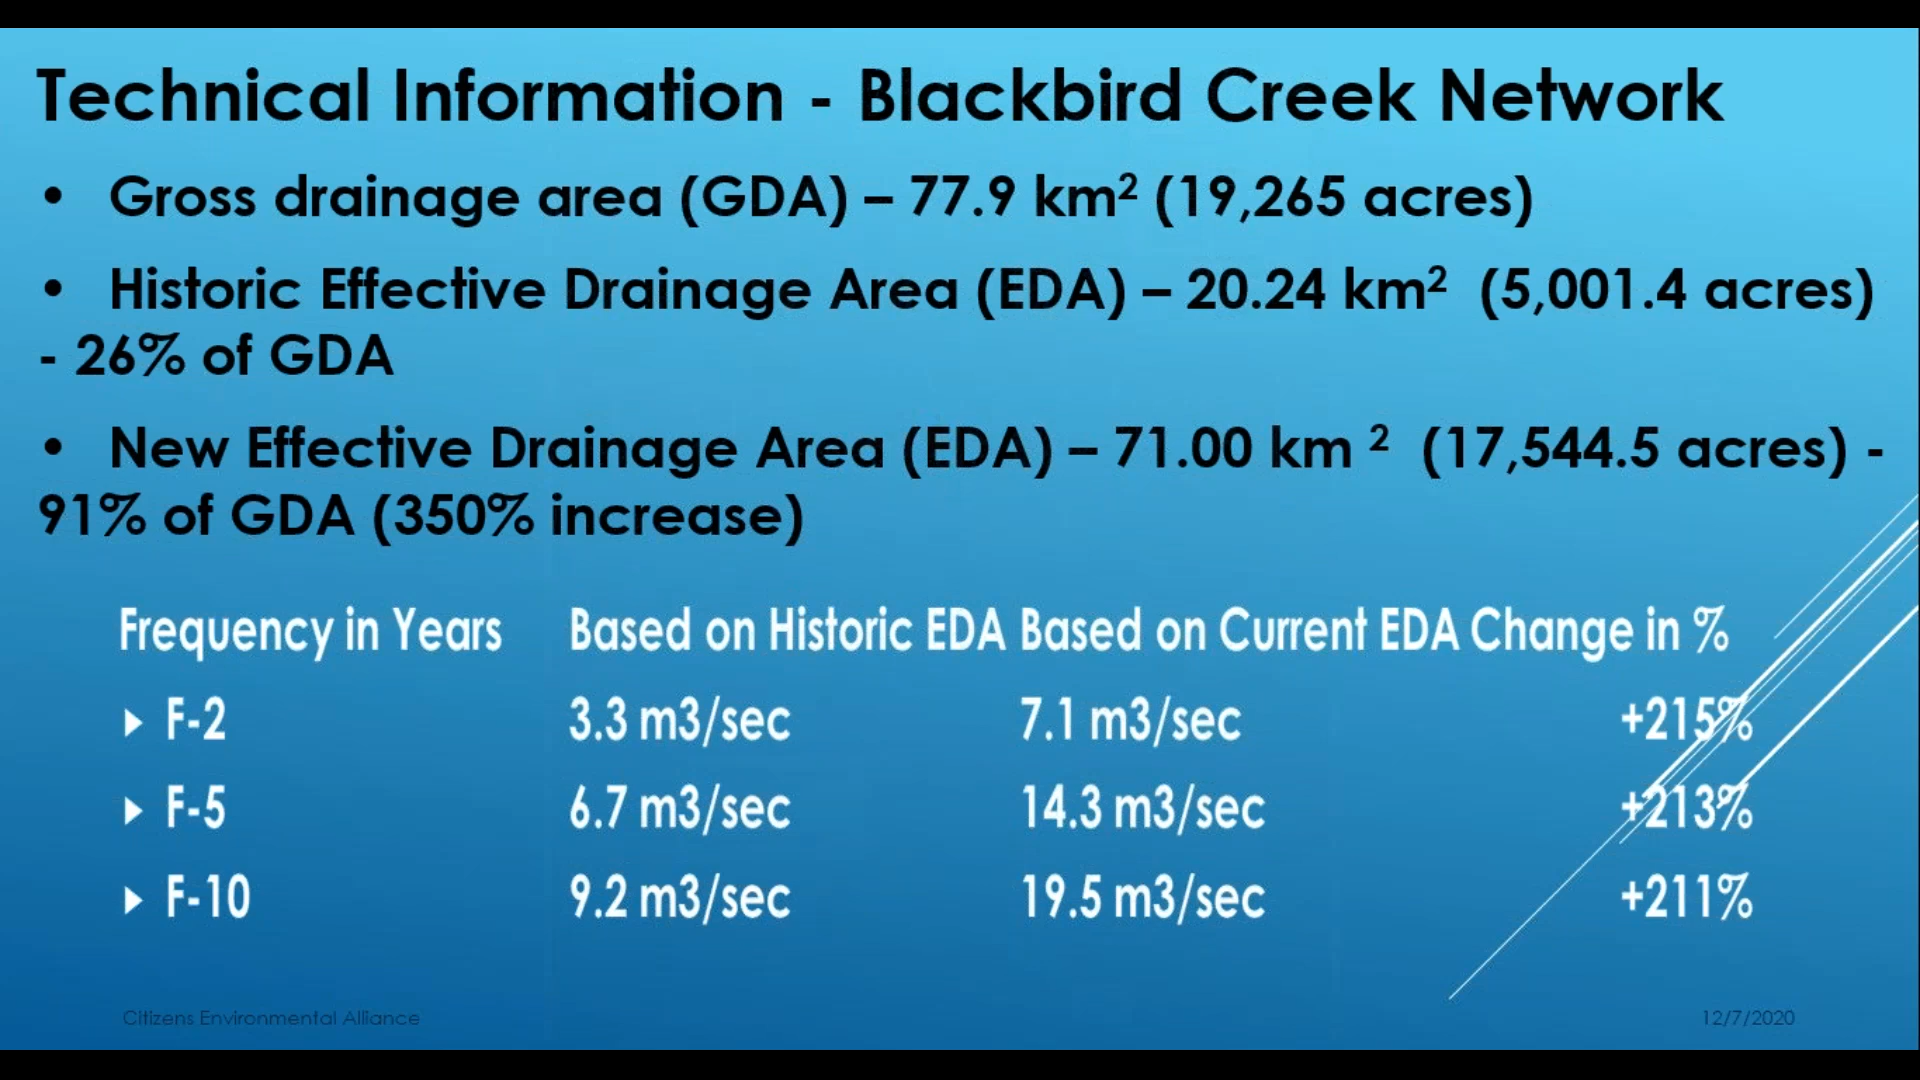 Technical Information - Blackbird Creek Network
• Gross drainage area (GDA) – 77.9 km² (19,265 acres)
• Historic Effective Drainage Area (EDA) – 20.24 km² (5,001.4 acres)
- 26% of GDA
• New Effective Drainage Area (EDA) – 71.00 km ² (17,544.5 acres) -
91% of GDA (350% increase)
Frequency in Years Based on Historic EDA Based on Current EDA Change in %
F-2 3.3 m3/sec 7.1 m3/sec +215%
F-5 6.7 m3/sec 14.3 m3/sec +213%
F-10 9.2 m3/sec 19.5 m3/sec +211%
Citizens Environmental Alliance 12/7/2020